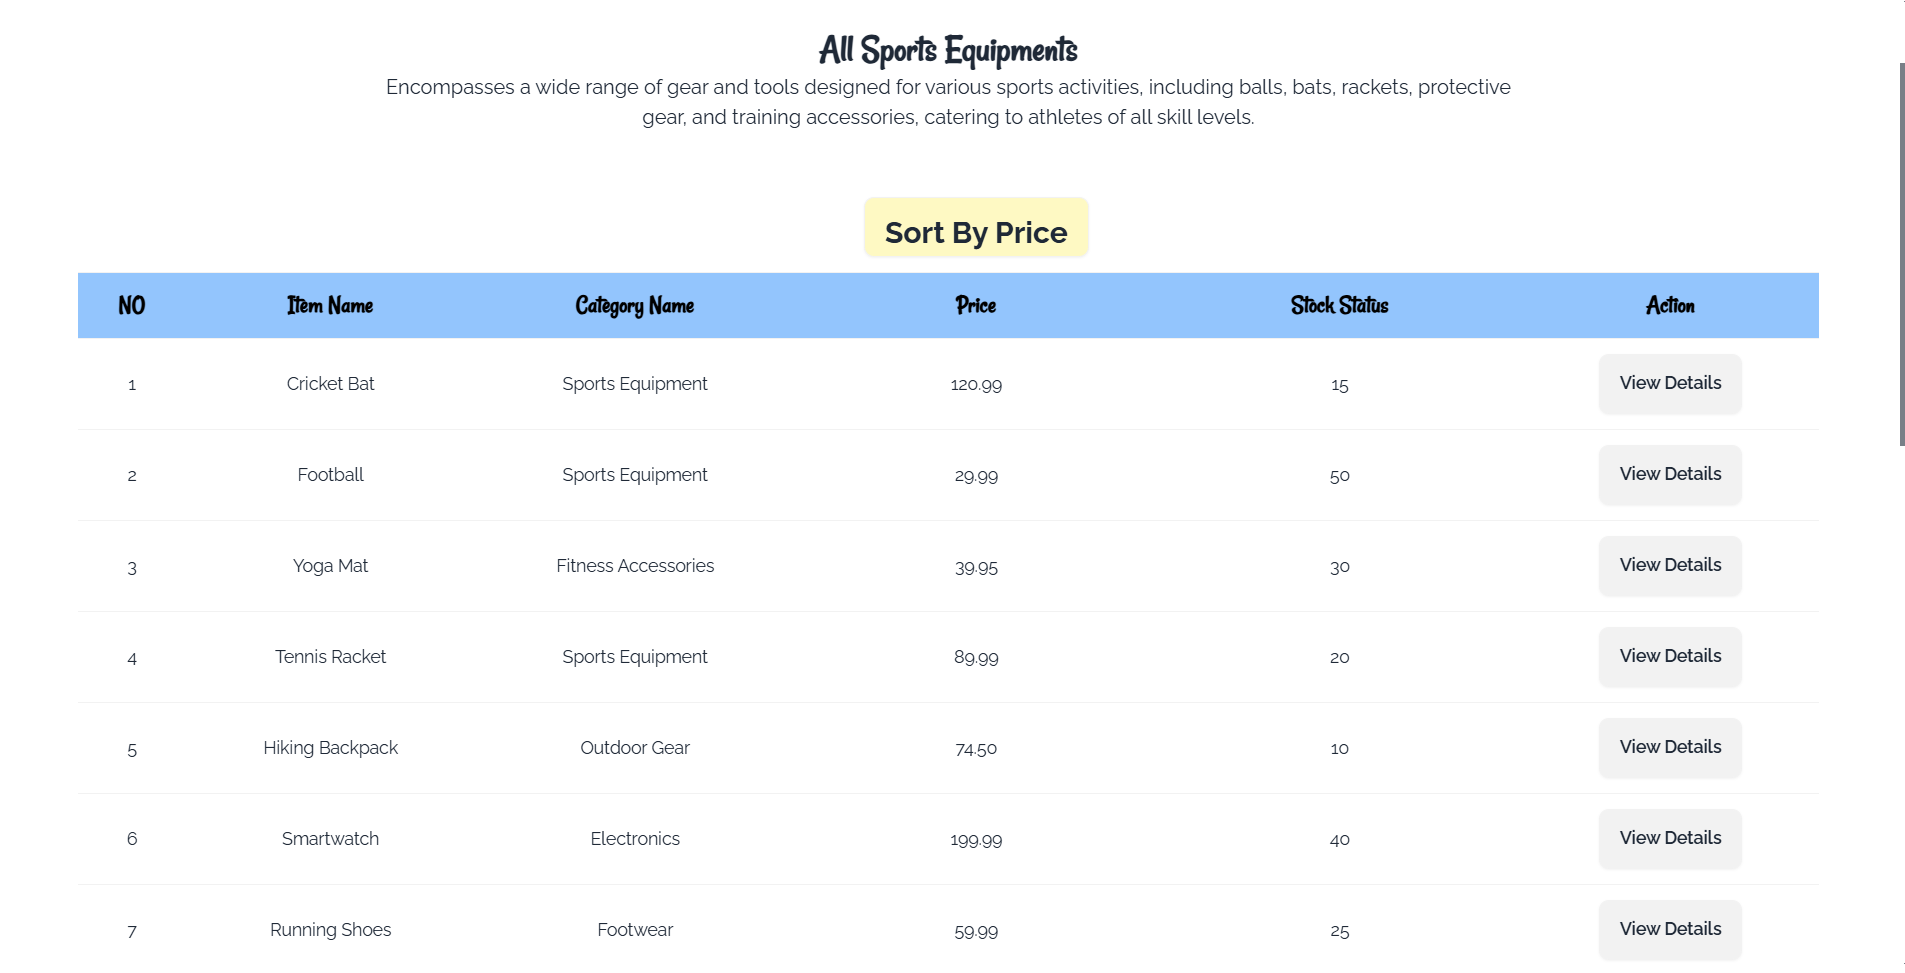 All Sports Equipments
Encompasses a wide range of gear and tools designed for various sports activities, including balls, bats, rackets, protective
gear, and training accessories, catering to athletes of all skill levels.
Sort By Price
NO Item Name Category Name Price Stock Status Action
1 Cricket Bat Sports Equipment 120.99 15 View Details
2 Football Sports Equipment 29.99 50 View Details
3 Yoga Mat Fitness Accessories 39.95 30 View Details
4 Tennis Racket Sports Equipment 89.99 20 View Details
5 Hiking Backpack Outdoor Gear 74.50 10 View Details
6 Smartwatch Electronics 199.99 40 View Details
7 Running Shoes Footwear 59.99 25 View Details